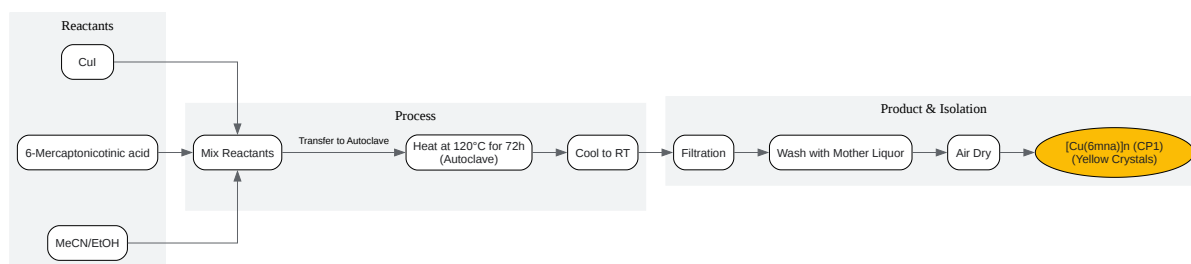 Reactants
CuI
6-Mercaptonicotinic acid
MeCN/EtOH
Process
Mix Reactants
Transfer to Autoclave
Heat at 120°C for 72h
(Autoclave)
Cool to RT
Product & Isolation
Filtration
Wash with Mother Liquor
Air Dry
[Cu(6mna)]n (CP1)
(Yellow Crystals)